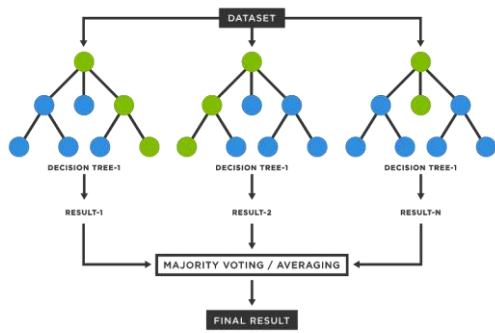 DATASET
DECISION TREE-1
DECISION TREE-1
DECISION TREE-1
RESULT-1
RESULT-2
RESULT-N
MAJORITY VOTING / AVERAGING
FINAL RESULT